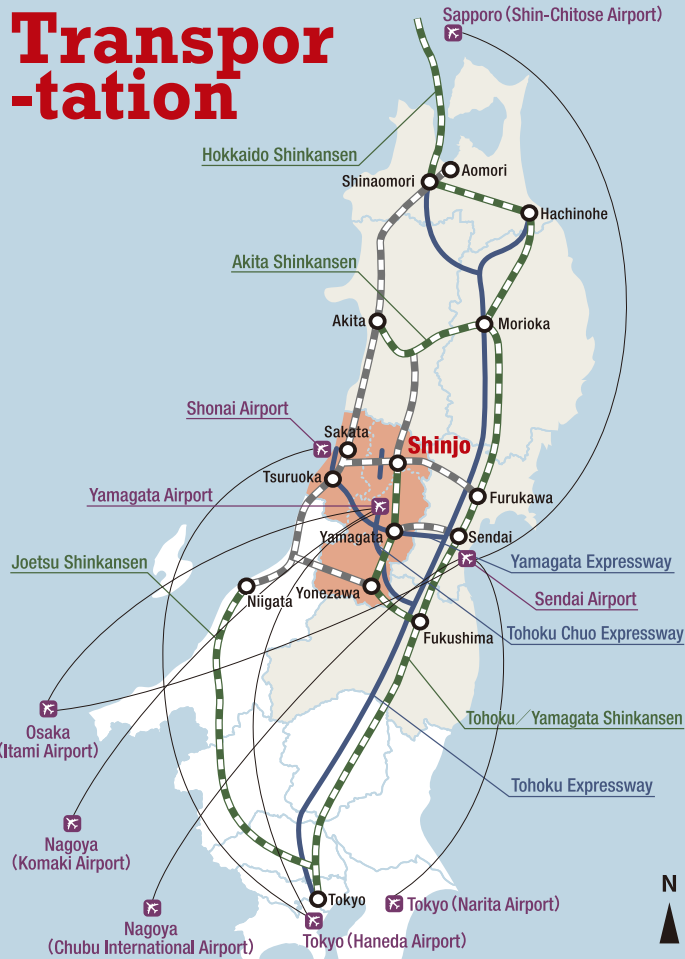 Transpor
-tation
Sapporo (Shin-Chitose Airport)
Hokkaido Shinkansen
Aomori
Shinaomori
Hachinohe
Akita Shinkansen
Akita
Morioka
Shonai Airport
Sakata
Shinjo
Tsuruoka
Yamagata Airport
Furukawa
Yamagata
Sendai
Joetsu Shinkansen
Yamagata Expressway
Niigata
Yonezawa
Sendai Airport
Fukushima
Tohoku Chuo Expressway
Osaka
(Itami Airport)
Tohoku／Yamagata Shinkansen
Tohoku Expressway
Nagoya
(Komaki Airport)
Tokyo
Nagoya
(Chubu International Airport)
Tokyo (Narita Airport)
Tokyo (Haneda Airport)
N